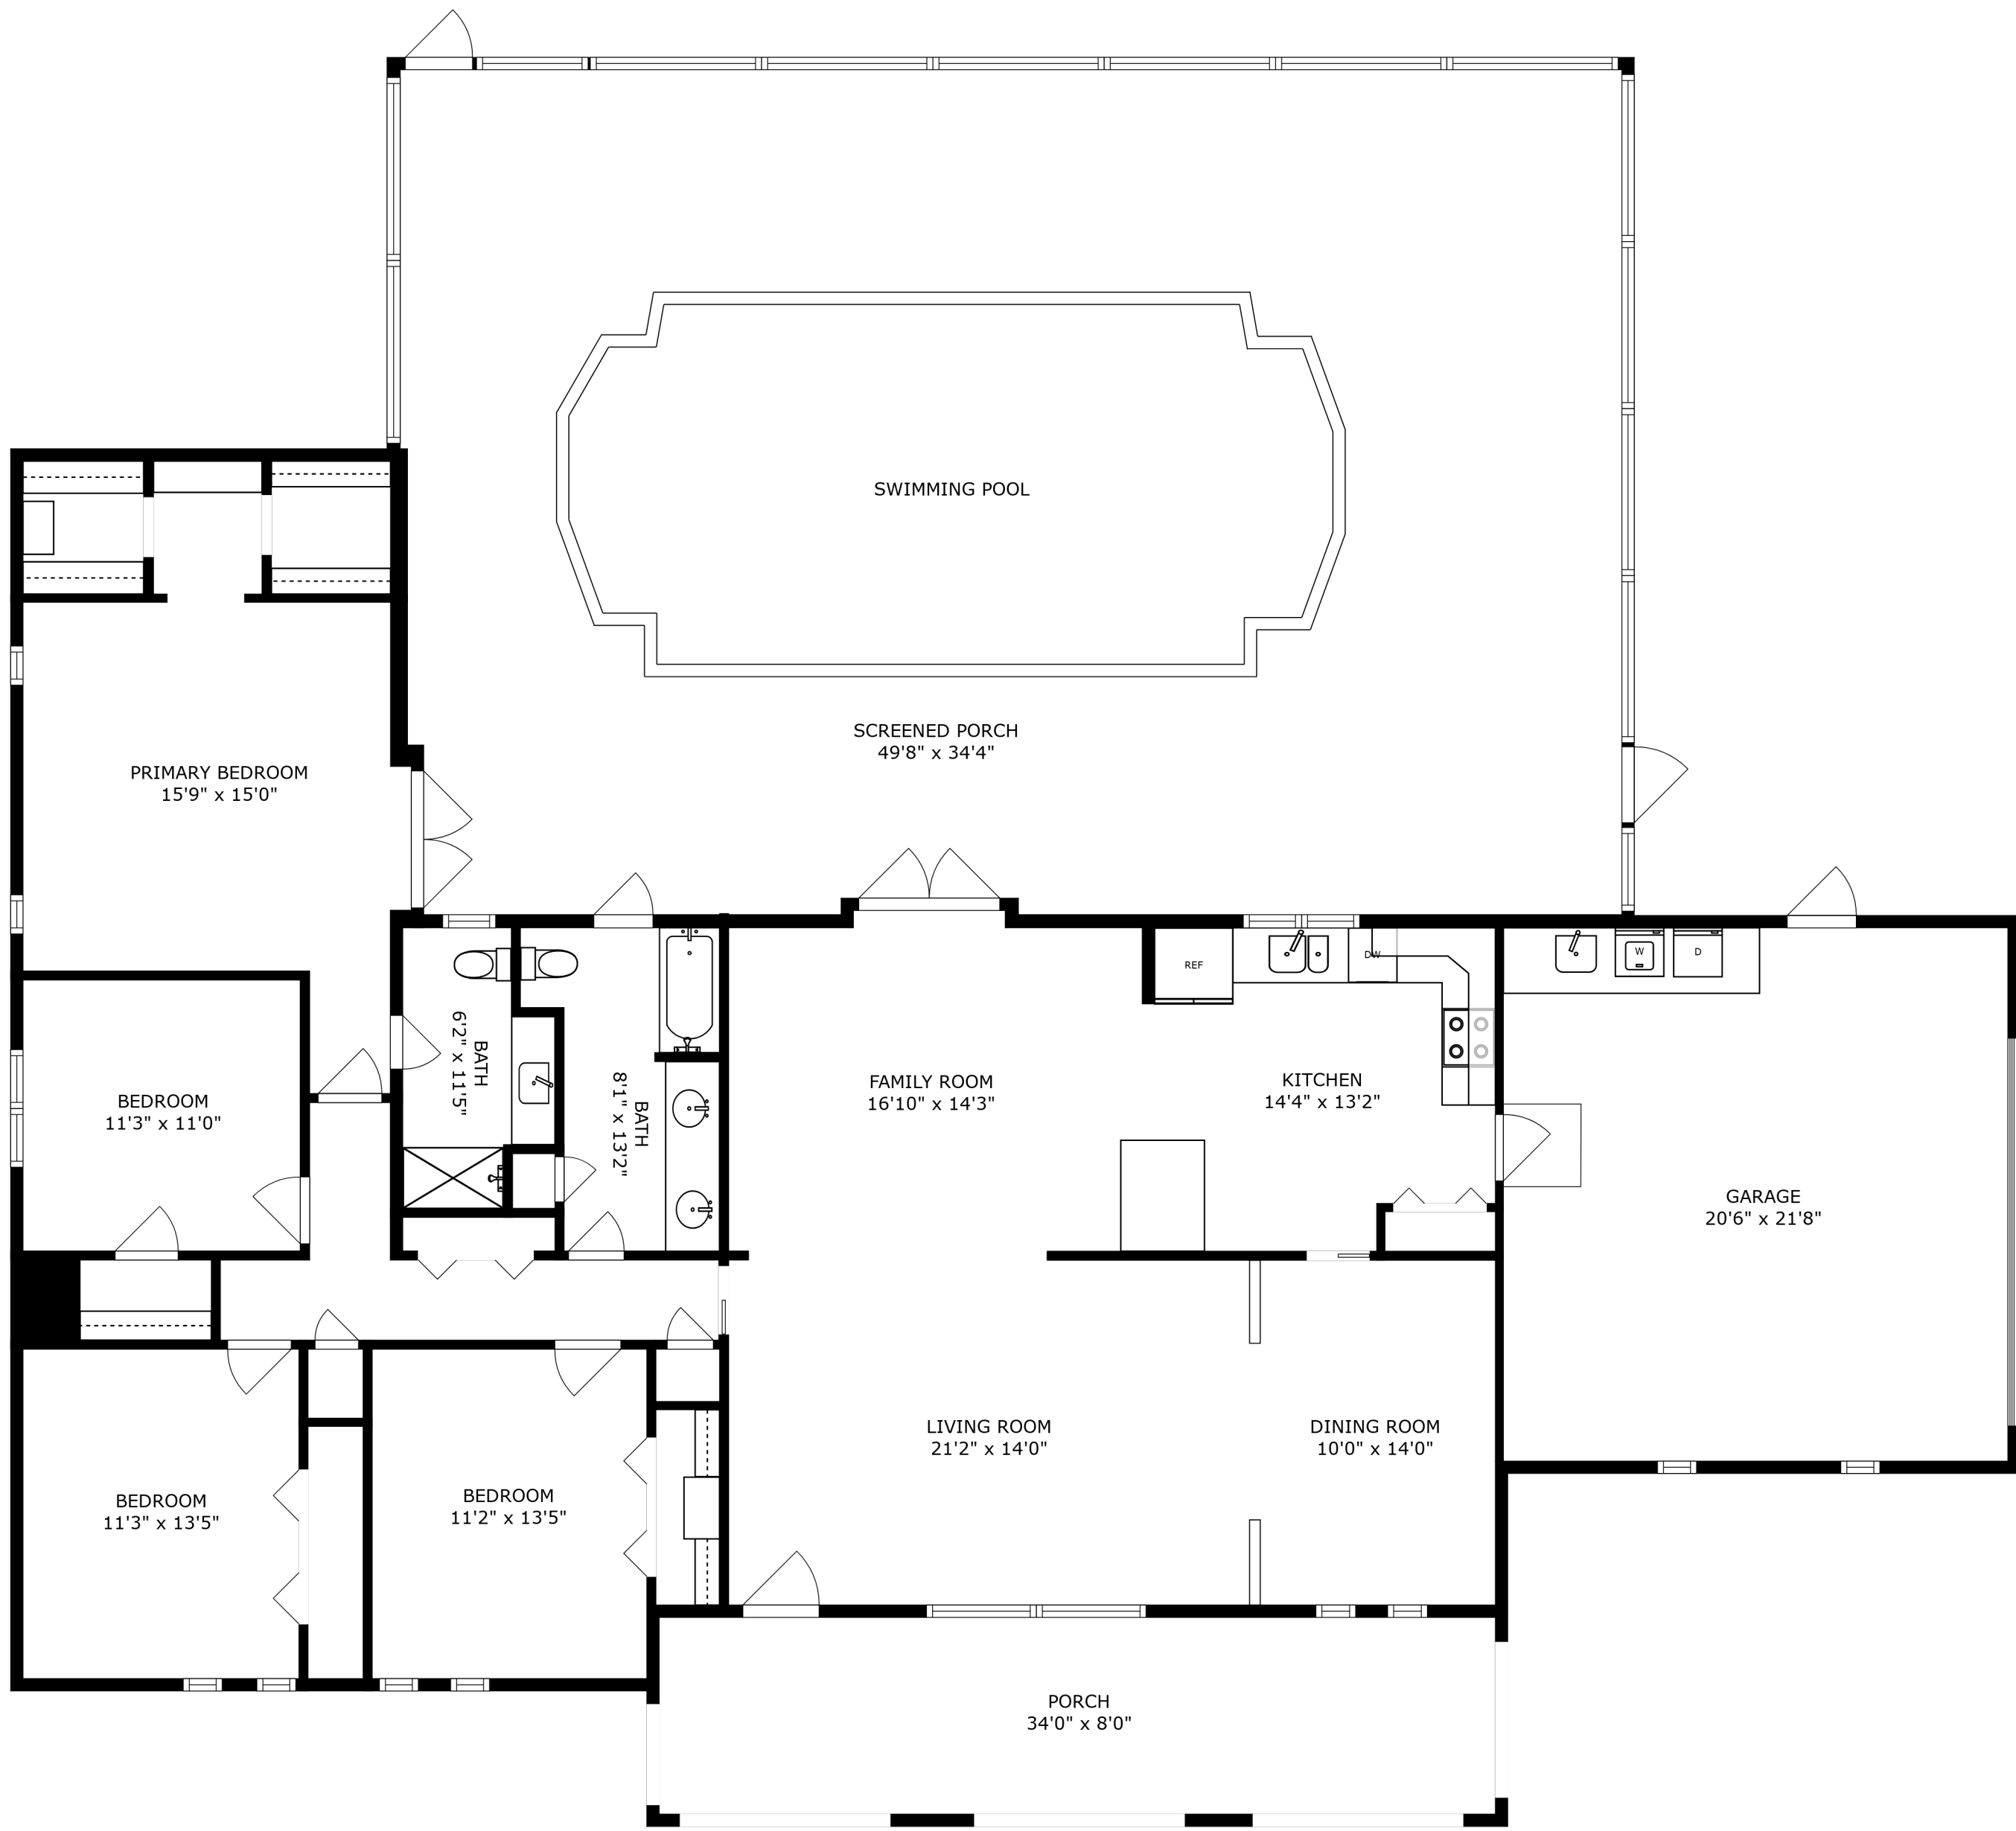 SWIMMING POOL
SCREENED PORCH
49'8" x 34'4"
PRIMARY BEDROOM
15'9" x 15'0"
REF
DW
W
D
BATH
6'2" x 11'5"
BATH
8'1" x 13'2"
FAMILY ROOM
16'10" x 14'3"
KITCHEN
14'4" x 13'2"
BEDROOM
11'3" x 11'0"
GARAGE
20'6" x 21'8"
LIVING ROOM
21'2" x 14'0"
DINING ROOM
10'0" x 14'0"
BEDROOM
11'3" x 13'5"
BEDROOM
11'2" x 13'5"
PORCH
34'0" x 8'0"